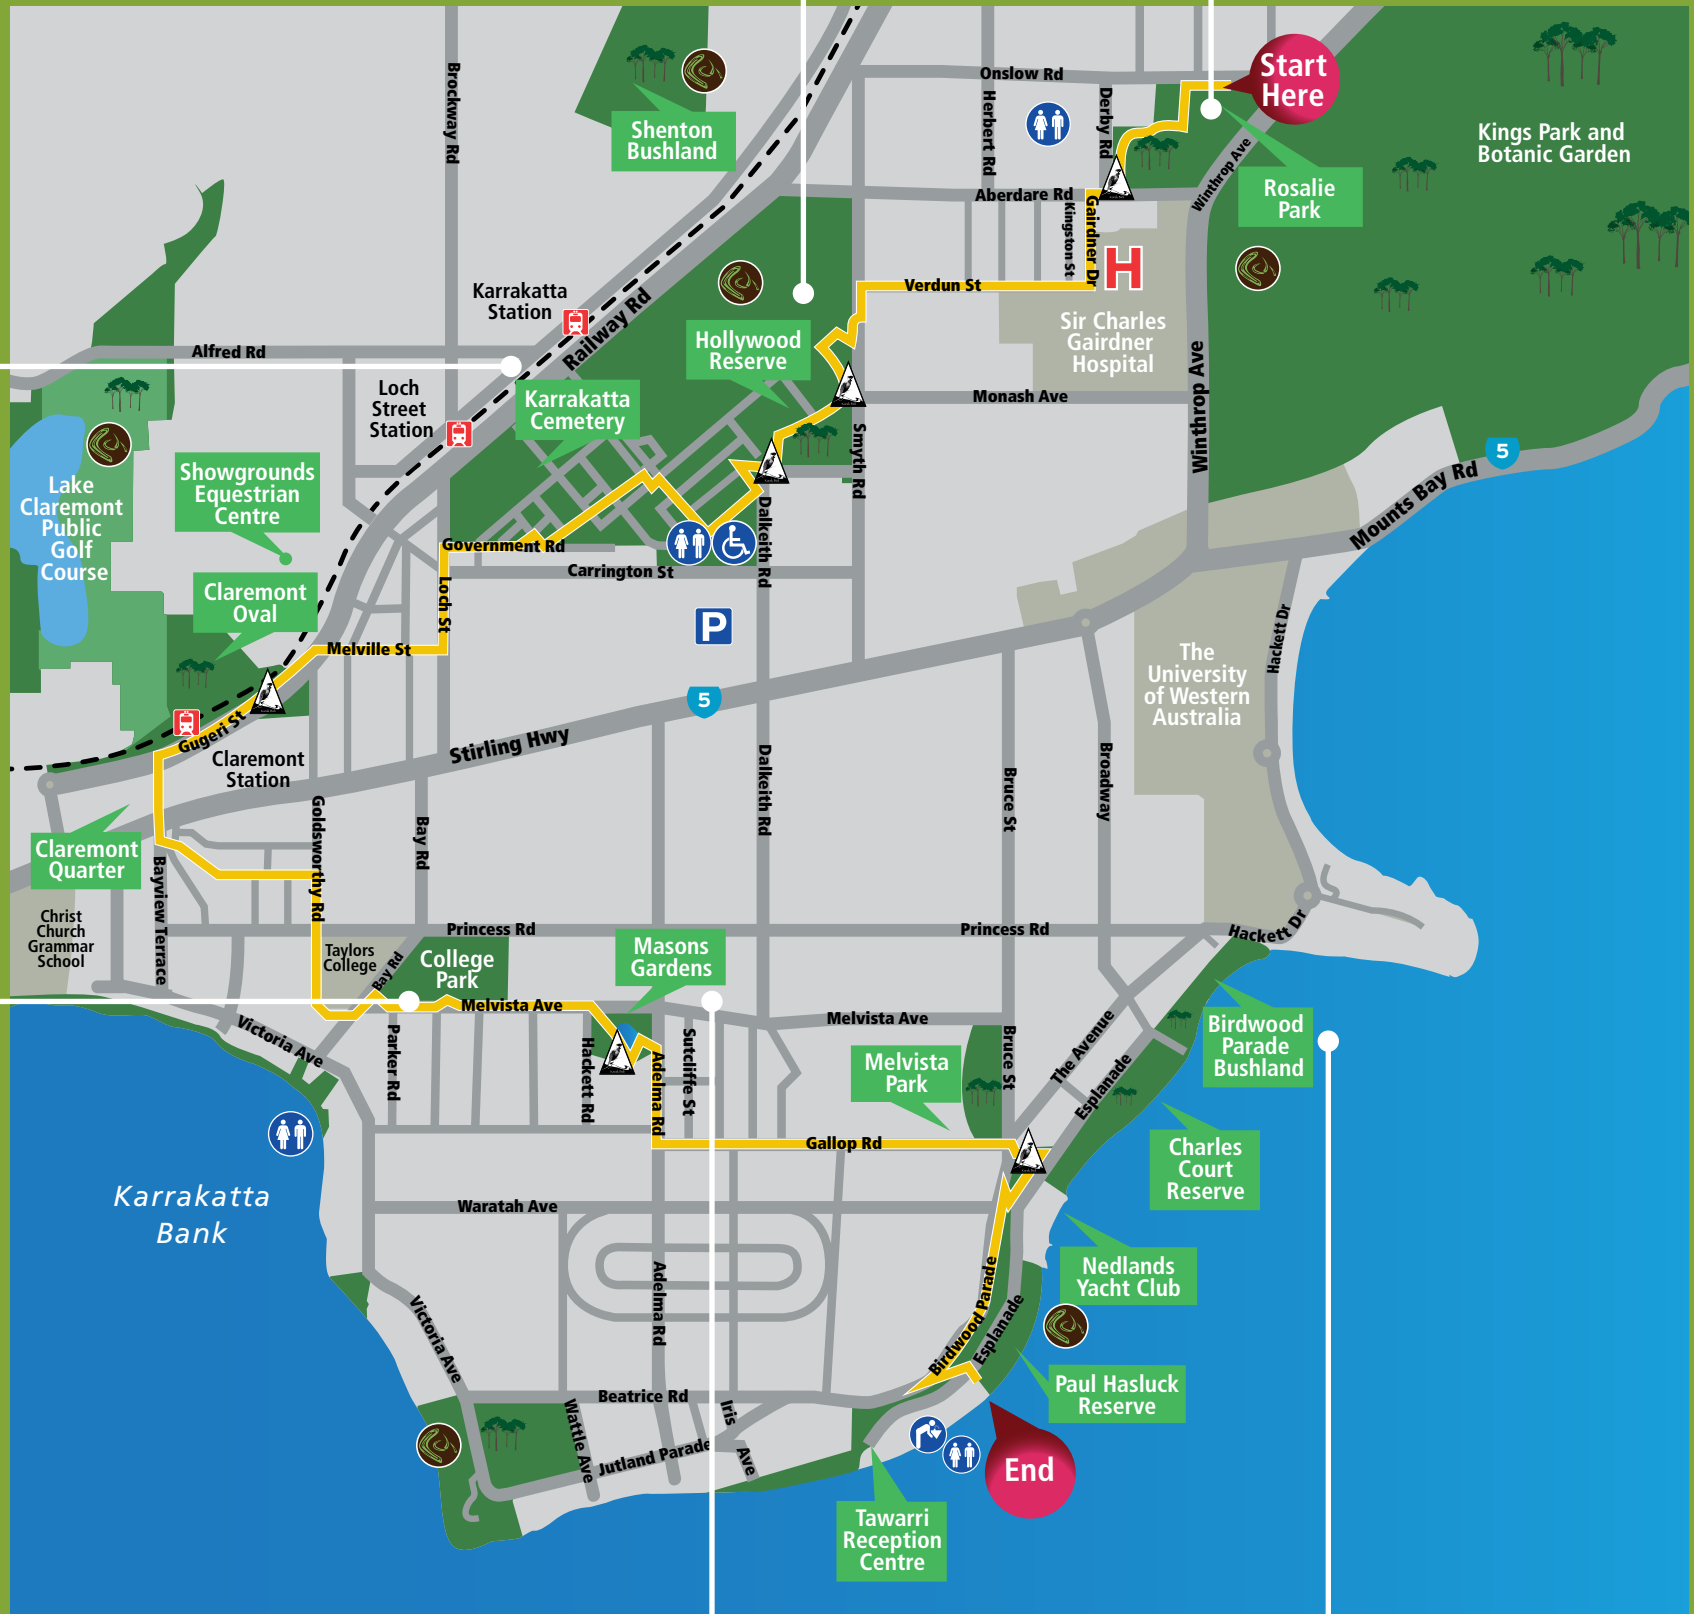 Start
Here
Onslow Rd
Brockway Rd
Herbert Rd
Derby Rd
Shenton
Bushland
Kings Park and
Botanic Garden
Winthrop Ave
Rosalie
Park
Aberdare Rd
Kingston St
Gairdner Dr
H
Karrakatta
Station
Railway Rd
Verdun St
Sir Charles
Gairdner
Hospital
Hollywood
Reserve
Alfred Rd
Loch
Street
Station
Karrakatta
Cemetery
Monash Ave
Winthrop Ave
Smyth Rd
5
Mounts Bay Rd
Showgrounds
Equestrian
Centre
Lake
Claremont
Public
Golf
Course
Dalkeith Rd
Government Rd
Carrington St
Loch St
Claremont
Oval
P
Melville St
Hackett Dr
The
University
of Western
Australia
5
Gugeri St
Claremont
Station
Stirling Hwy
Dalkeith Rd
Bruce St
Broadway
Goldsworthy Rd
Bay Rd
Claremont
Quarter
Bayview Terrace
Christ
Church
Grammar
School
Princess Rd
Princess Rd
Hackett Dr
Taylors
College
Bay Rd
College
Park
Masons
Gardens
Melvista Ave
Melvista Ave
Victoria Ave
Parker Rd
Hackett Rd
Adelma Rd
Sutcliffe St
Bruce St
The Avenue
Esplanade
Birdwood
Parade
Bushland
Melvista
Park
Gallop Rd
Charles
Court
Reserve
Karrakatta
Bank
Waratah Ave
Nedlands
Yacht Club
Adelma Rd
Birdwood Parade
Esplanade
Victoria Ave
Paul Hasluck
Reserve
Beatrice Rd
Wattle Ave
Iris
Ave
Jutland Parade
End
Tawarri
Reception
Centre